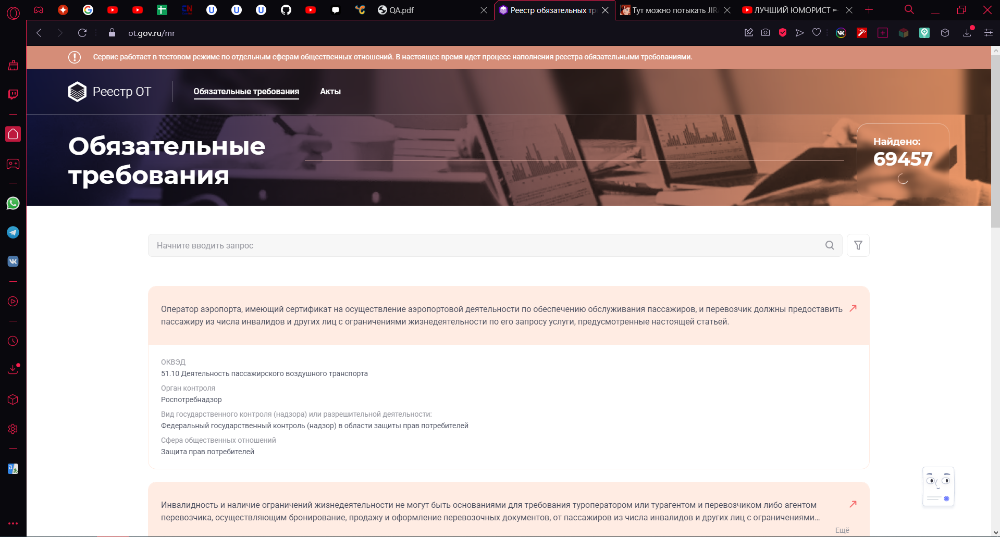 QA.pdf
Реестр обязательных тр
Тут можно потыкать JIRA
ЛУЧШИЙ ЮМОРИСТ
ot.gov.ru/mr
Сервис работает в тестовом режиме по отдельным сферам общественных отношений. В настоящее время идет процесс наполнения реестра обязательными требованиями.
Реестр ОТ
Обязательные требования
Акты
Обязательные
требования
Найдено:
69457
Начните вводить запрос
Оператор аэропорта, имеющий сертификат на осуществление аэропортовой деятельности по обеспечению обслуживания пассажиров, и перевозчик должны предоставить
пассажиру из числа инвалидов и других лиц с ограничениями жизнедеятельности по его запросу услуги, предусмотренные настоящей статьей.
ОКВЭД
51.10 Деятельность пассажирского воздушного транспорта
Орган контроля
Роспотребнадзор
Вид государственного контроля (надзора) или разрешительной деятельности:
Федеральный государственный контроль (надзор) в области защиты прав потребителей
Сфера общественных отношений
Защита прав потребителей
Инвалидность и наличие ограничений жизнедеятельности не могут быть основаниями для требования туроператором или турагентом и перевозчиком либо агентом
перевозчика, осуществляющим бронирование, продажу и оформление перевозочных документов, от пассажиров из числа инвалидов и других лиц с ограничениями...
Ещё